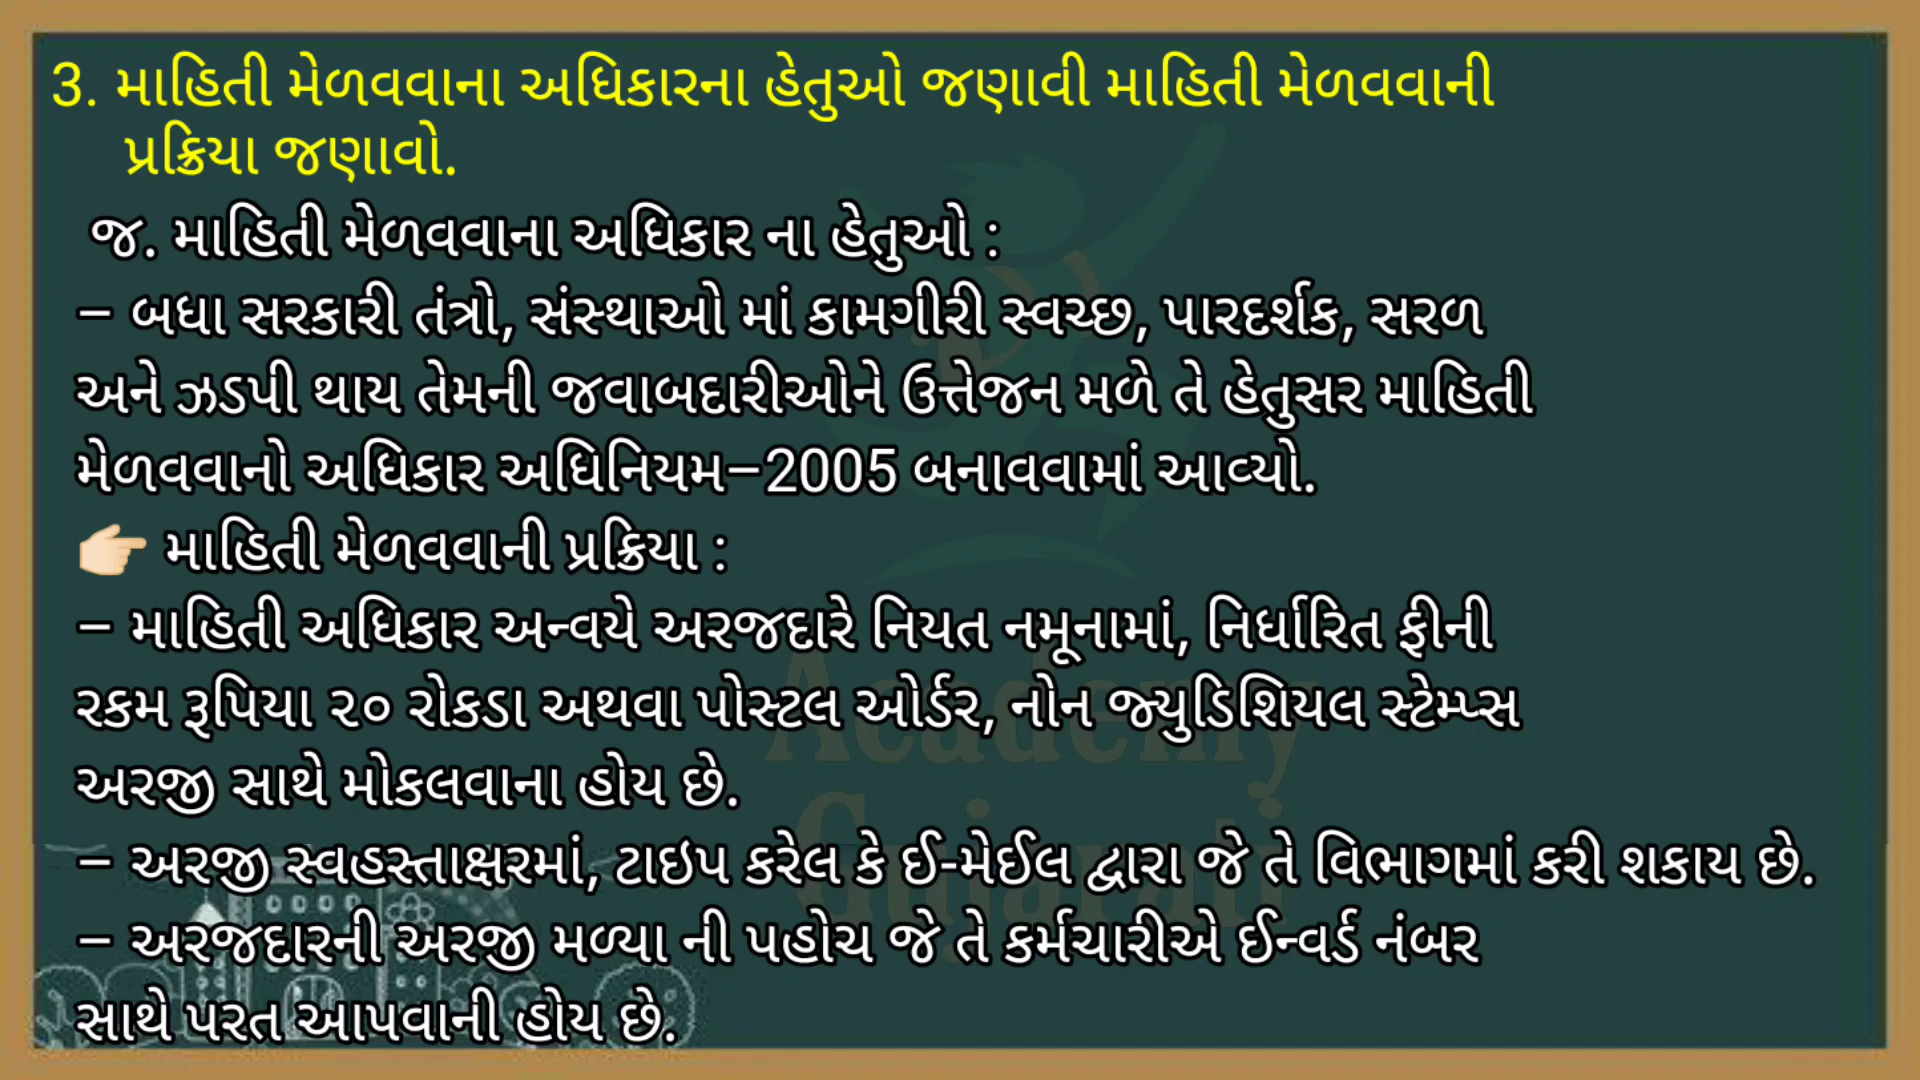 3. માહિતી મેળવવાના અધિકારના હેતુઓ જણાવી માહિતી મેળવવાની
પ્રક્રિયા જણાવો.
જ. માહિતી મેળવવાના અધિકાર ના હેતુઓ :
– બધા સરકારી તંત્રો, સંસ્થાઓ માં કામગીરી સ્વચ્છ, પારદર્શક, સરળ
અને ઝડપી થાય તેમની જવાબદારીઓને ઉત્તેજન મળે તે હેતુસર માહિતી
મેળવવાનો અધિકાર અધિનિયમ–2005 બનાવવામાં આવ્યો.
👉🏻 માહિતી મેળવવાની પ્રક્રિયા :
– માહિતી અધિકાર અન્વયે અરજદારે નિયત નમૂનામાં, નિર્ધારિત ફીની
રકમ રૂપિયા ૨૦ રોકડા અથવા પોસ્ટલ ઓર્ડર, નોન જ્યુડિશિયલ સ્ટેમ્પ્સ
અરજી સાથે મોકલવાના હોય છે.
– અરજી સ્વહસ્તાક્ષરમાં, ટાઇપ કરેલ કે ઈ-મેઈલ દ્વારા જે તે વિભાગમાં કરી શકાય છે.
– અરજદારની અરજી મળ્યા ની પહોચ જે તે કર્મચારીએ ઈન્વર્ડ નંબર
સાથે પરત આપવાની હોય છે.
Academy
Gujarati